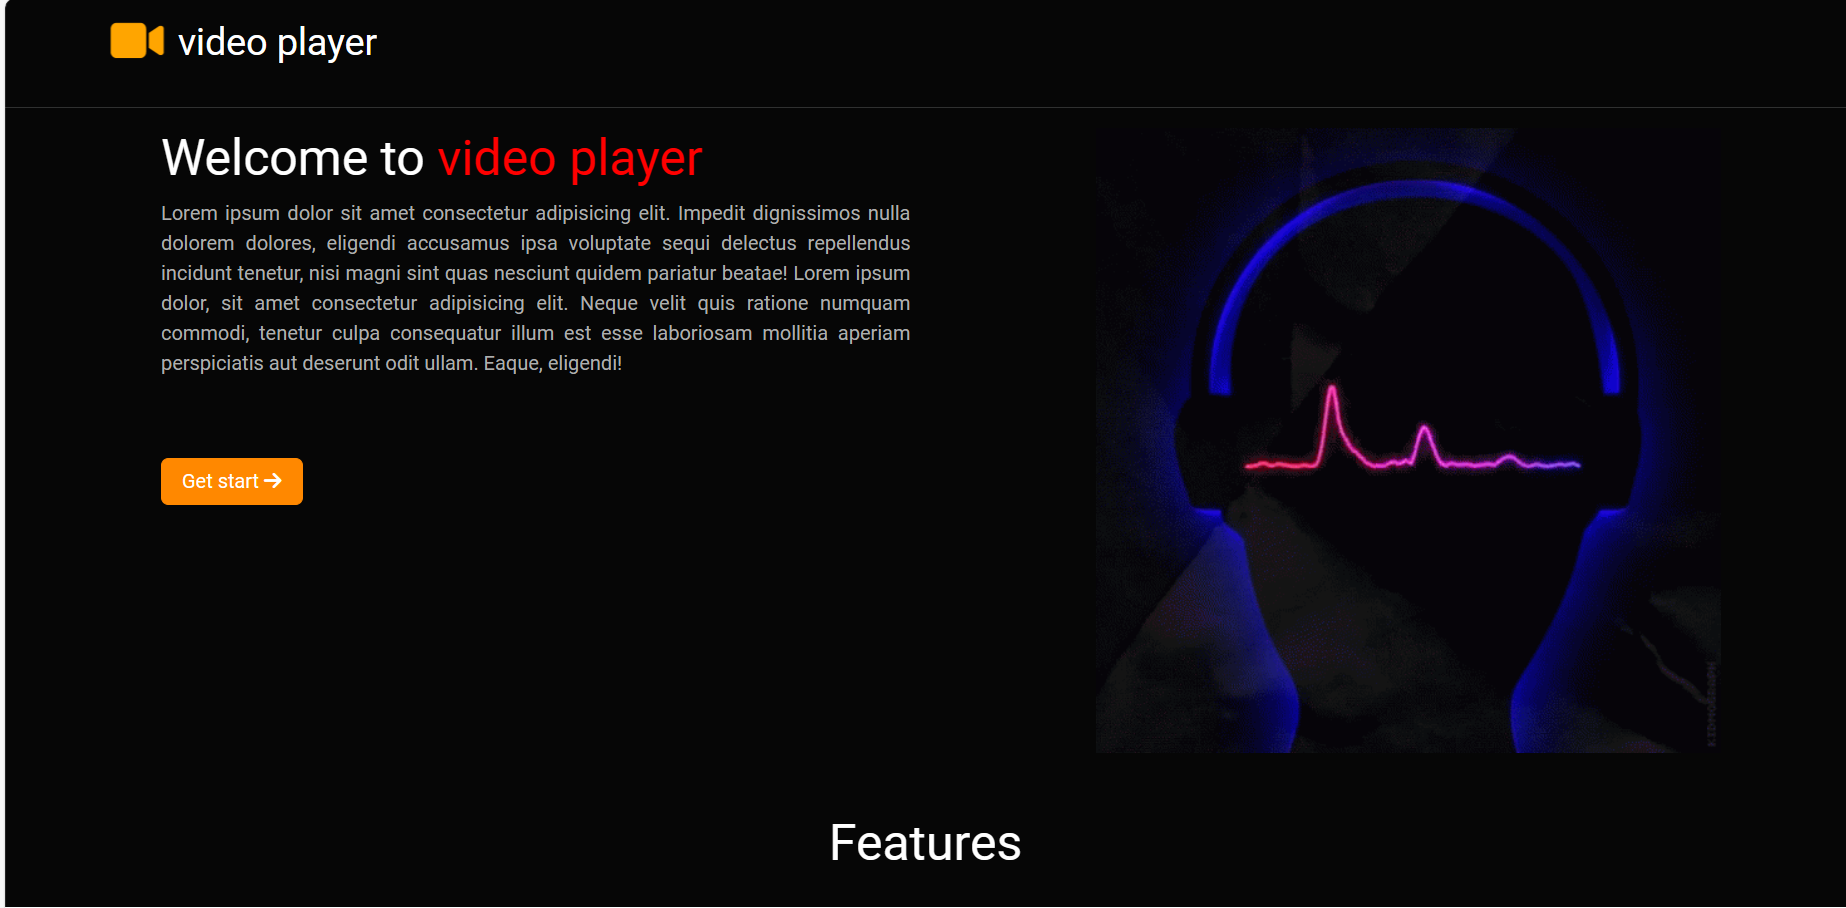 video player
Welcome to video player
Lorem ipsum dolor sit amet consectetur adipisicing elit. Impedit dignissimos nulla
dolorem dolores, eligendi accusamus ipsa voluptate sequi delectus repellendus
incidunt tenetur, nisi magni sint quas nesciunt quidem pariatur beatae! Lorem ipsum
dolor, sit amet consectetur adipisicing elit. Neque velit quis ratione numquam
commodi, tenetur culpa consequatur illum est esse laboriosam mollitia aperiam
perspiciatis aut deserunt odit ullam. Eaque, eligendi!
Get start
Features